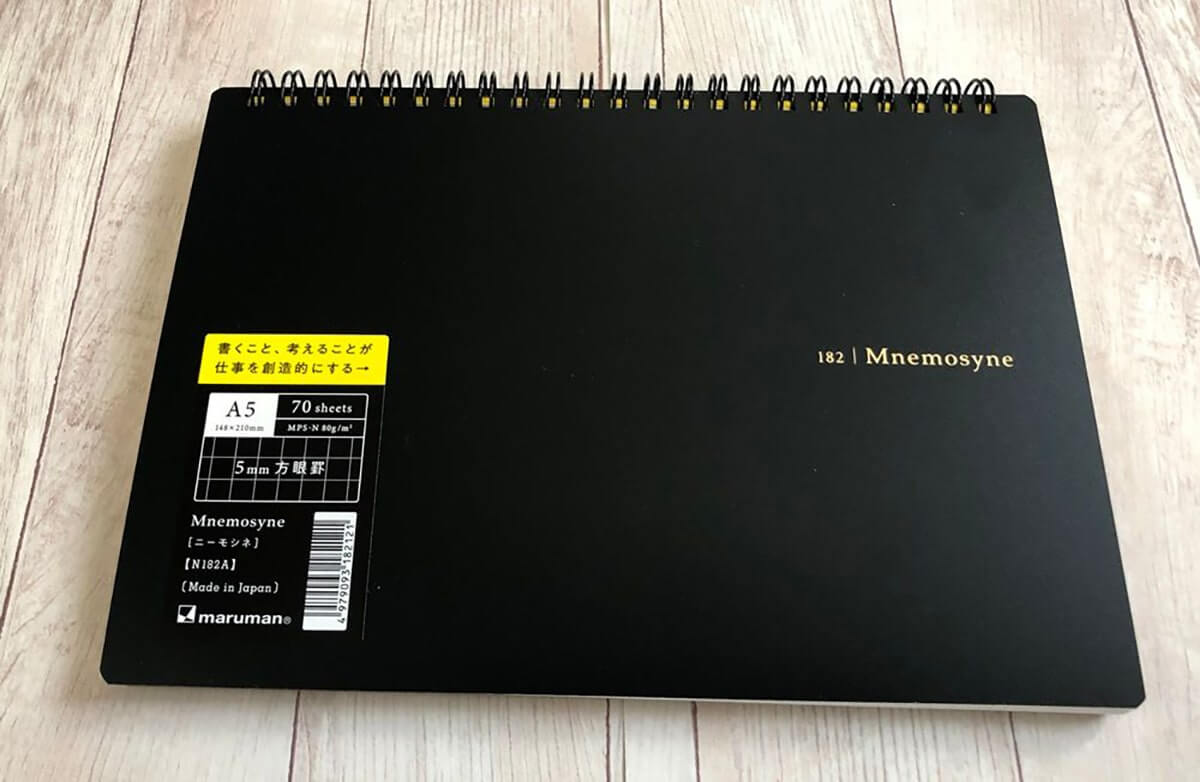 書くこと、考えることが
仕事を創造的にする→
A5
148×210mm
70 sheets
MPS-N 80g/m²
5mm 方眼罫
Mnemosyne
[ニーモシネ]
【N182A】
〔Made in Japan〕
maruman®
4979093182121
182 | Mnemosyne